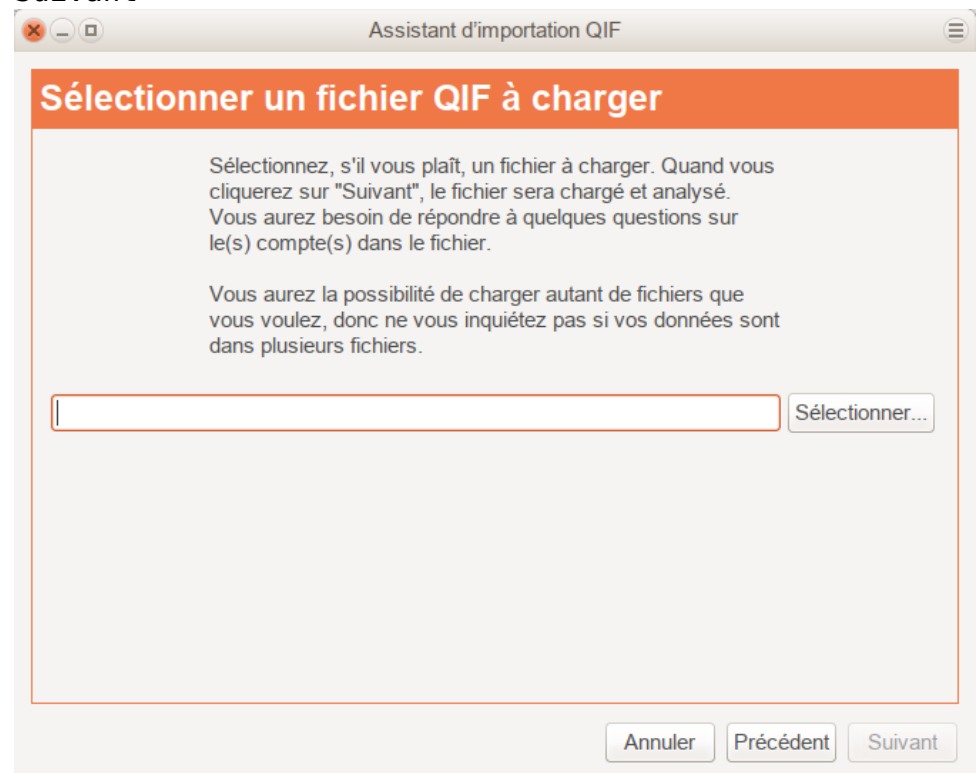 Suivant
Assistant d'importation QIF
Sélectionner un fichier QIF à charger
Sélectionnez, s'il vous plaît, un fichier à charger. Quand vous
cliquerez sur "Suivant", le fichier sera chargé et analysé.
Vous aurez besoin de répondre à quelques questions sur
le(s) compte(s) dans le fichier.
Vous aurez la possibilité de charger autant de fichiers que
vous voulez, donc ne vous inquiétez pas si vos données sont
dans plusieurs fichiers.
Sélectionner...
Annuler Précédent Suivant